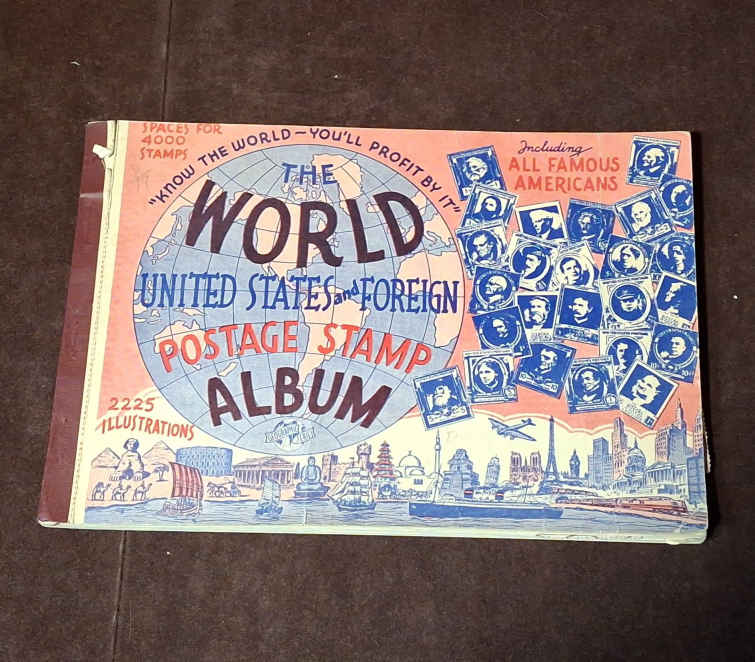 SPACES FOR
4000
STAMPS
"KNOW THE WORLD—YOU'LL PROFIT BY IT"
THE
WORLD
UNITED STATES and FOREIGN
POSTAGE STAMP
ALBUM
Including
ALL FAMOUS
AMERICANS
2225
ILLUSTRATIONS